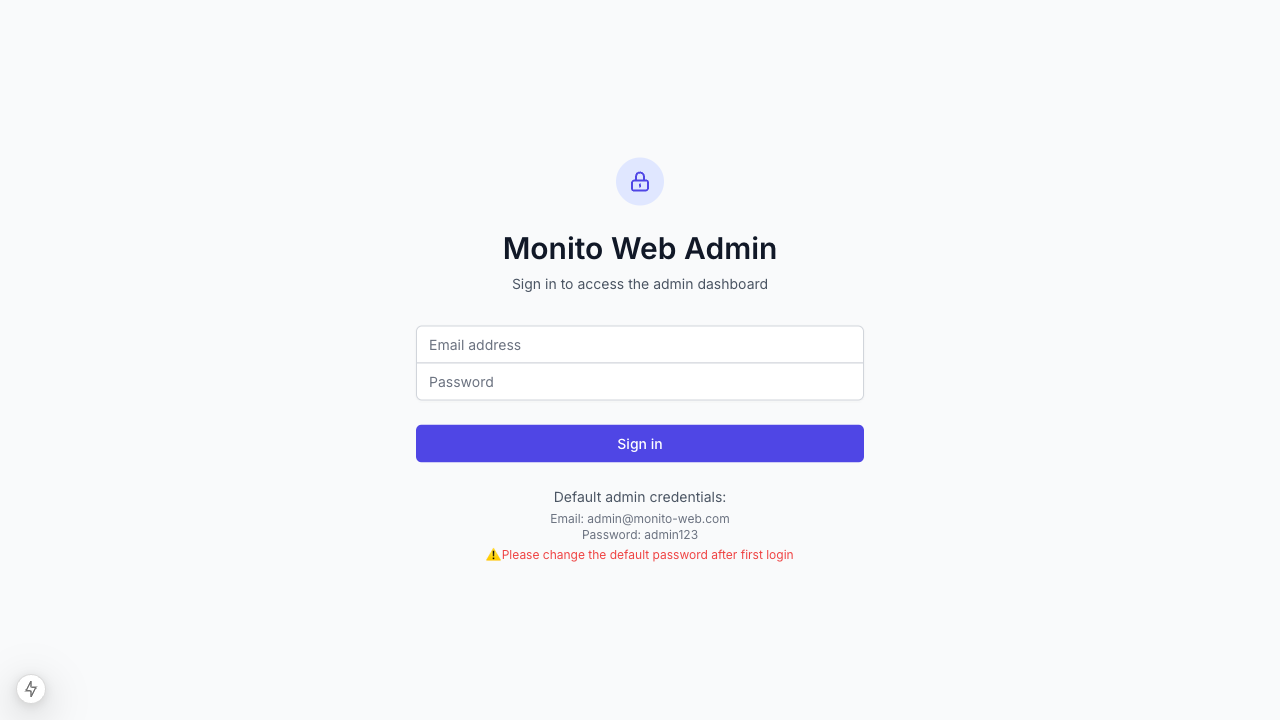 Monito Web Admin
Sign in to access the admin dashboard
Email address
Password
Sign in
Default admin credentials:
Email: admin@monito-web.com
Password: admin123
⚠️Please change the default password after first login